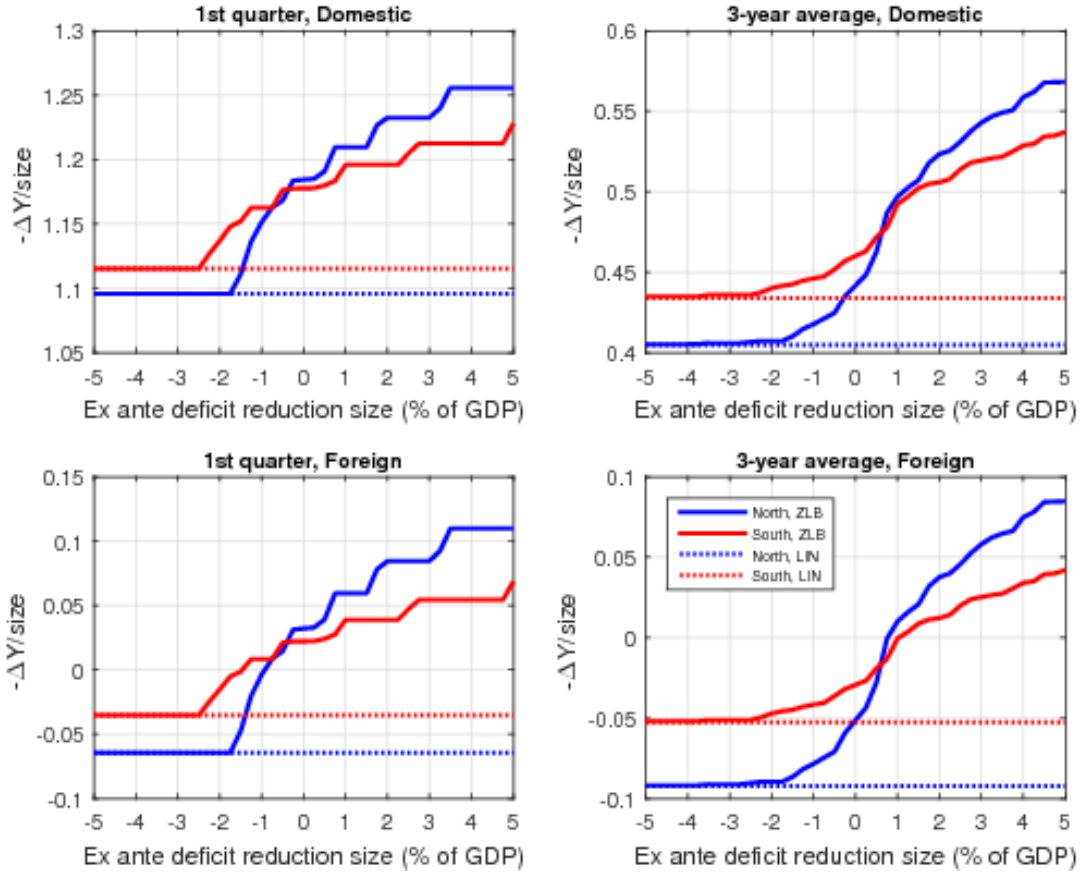 1st quarter, Domestic
1.3
1.25
1.2
1.15
1.1
1.05
-ΔY/size
-5 -4 -3 -2 -1 0 1 2 3 4 5
Ex ante deficit reduction size (% of GDP)
3-year average, Domestic
0.6
0.55
0.5
0.45
0.4
-ΔY/size
-5 -4 -3 -2 -1 0 1 2 3 4 5
Ex ante deficit reduction size (% of GDP)
1st quarter, Foreign
0.15
0.1
0.05
0
-0.05
-0.1
-ΔY/size
-5 -4 -3 -2 -1 0 1 2 3 4 5
Ex ante deficit reduction size (% of GDP)
3-year average, Foreign
0.1
0.05
0
-0.05
-0.1
-ΔY/size
North, ZLB
South, ZLB
North, LIN
South, LIN
-5 -4 -3 -2 -1 0 1 2 3 4 5
Ex ante deficit reduction size (% of GDP)